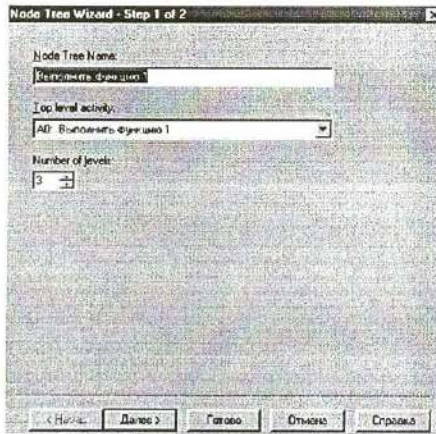 Node Tree Wizard - Step 1 of 2
Node Tree Name:
Выполнить функцию 1
Top level activity:
A0: Выполнить функцию 1
Number of levels:
3
< Назад Далее > Готово Отмена Справка